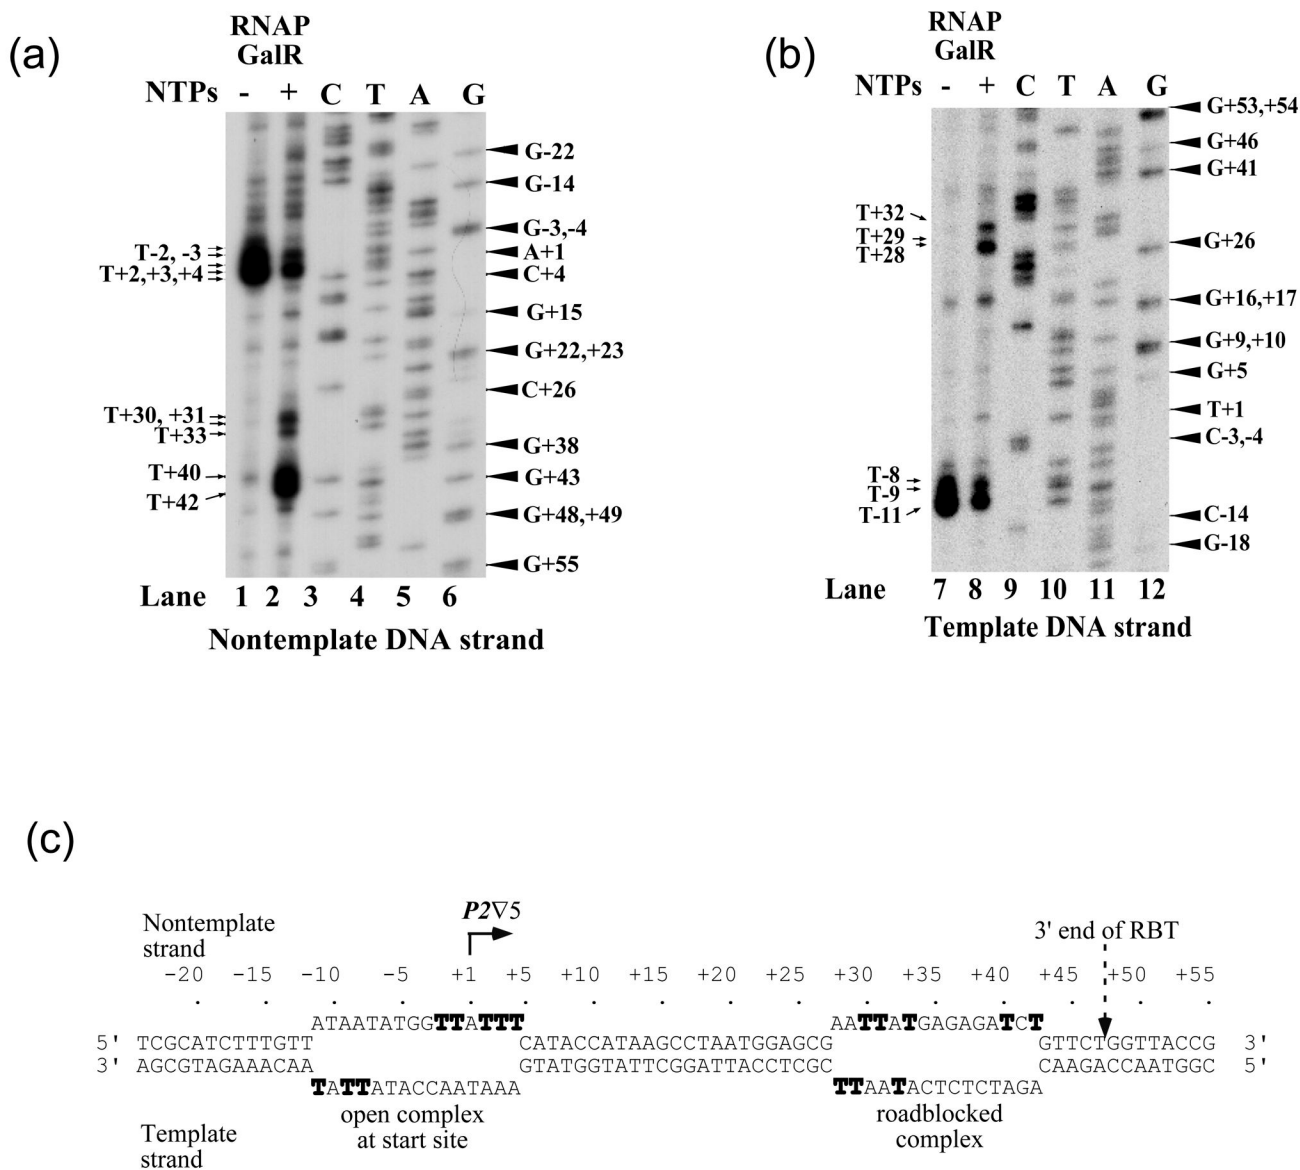 (a)
RNAP
GalR
NTPs - + C T A G
G-22
G-14
G-3,-4
T-2, -3
A+1
T+2,+3,+4
C+4
G+15
G+22,+23
C+26
T+30, +31
T+33
G+38
T+40
G+43
T+42
G+48,+49
G+55
Lane 1 2 3 4 5 6
Nontemplate DNA strand
(b)
RNAP
GalR
NTPs - + C T A G
G+53,+54
G+46
G+41
T+32
T+29
T+28
G+26
G+16,+17
G+9,+10
G+5
T+1
C-3,-4
T-8
T-9
T-11
C-14
G-18
Lane 7 8 9 10 11 12
Template DNA strand
(c)
Nontemplate
strand
P2∇5
3' end of RBT
-20 -15 -10 -5 +1 +5 +10 +15 +20 +25 +30 +35 +40 +45 +50 +55
ATAATATGGTTATTT AATTATGAGAGATCT
5' TCGCATCTTTGTT CATACCATAAGCCTAATGGAGCG GTTCTGGTTACCG 3'
3' AGCGTAGAAACAA GTATGGTATTCGGATTACCTCGC CAAGACCAATGGC 5'
TATTATACCAATAAA TTAATACTCTCTAGA
open complex
at start site
roadblocked
complex
Template
strand